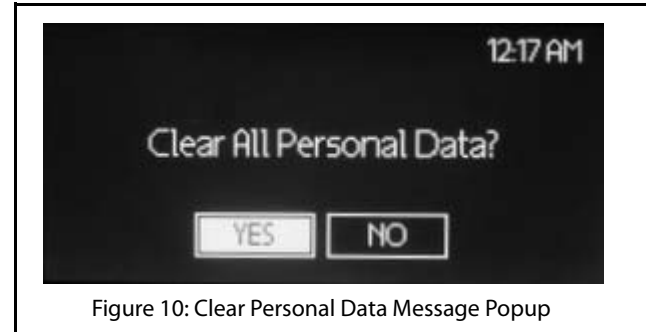 12:17 AM
Clear All Personal Data?
YES NO
Figure 10: Clear Personal Data Message Popup